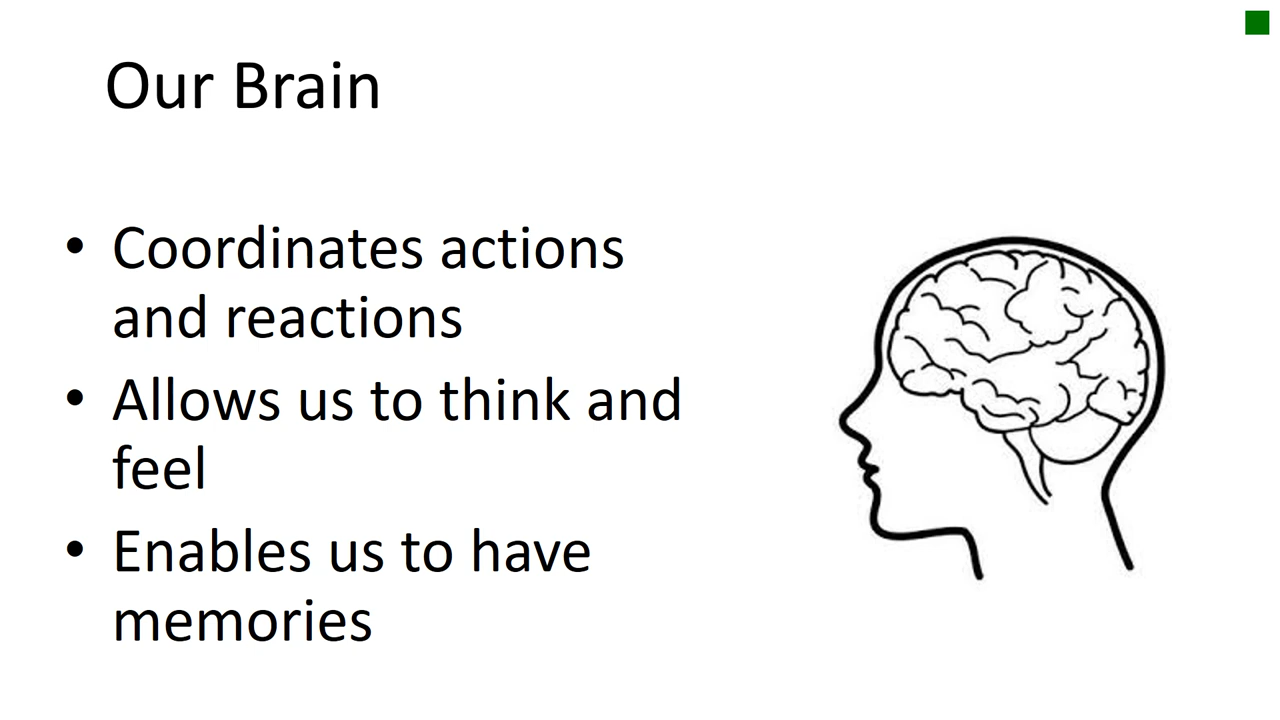 Our Brain
• Coordinates actions
and reactions
• Allows us to think and
feel
• Enables us to have
memories